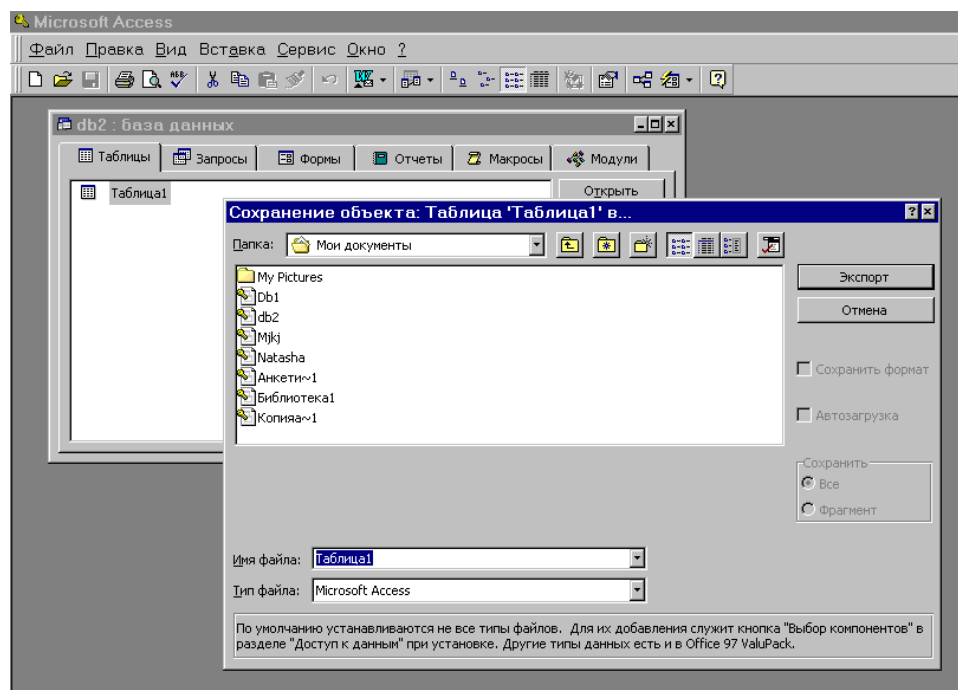 Microsoft Access
Файл Правка Вид Вставка Сервис Окно ?
db2 : база данных
Таблицы Запросы Формы Отчеты Макросы Модули
Таблица1
Открыть
Сохранение объекта: Таблица 'Таблица1' в...
Папка: Мои документы
My Pictures
Db1
db2
Mjkj
Natasha
Анкети~1
Библиотека1
Копияа~1
Экспорт
Отмена
Сохранить формат
Автозагрузка
Сохранить
Все
Фрагмент
Имя файла: Таблица1
Тип файла: Microsoft Access
По умолчанию устанавливаются не все типы файлов. Для их добавления служит кнопка "Выбор компонентов" в
разделе "Доступ к данным" при установке. Другие типы данных есть и в Office 97 ValuPack.